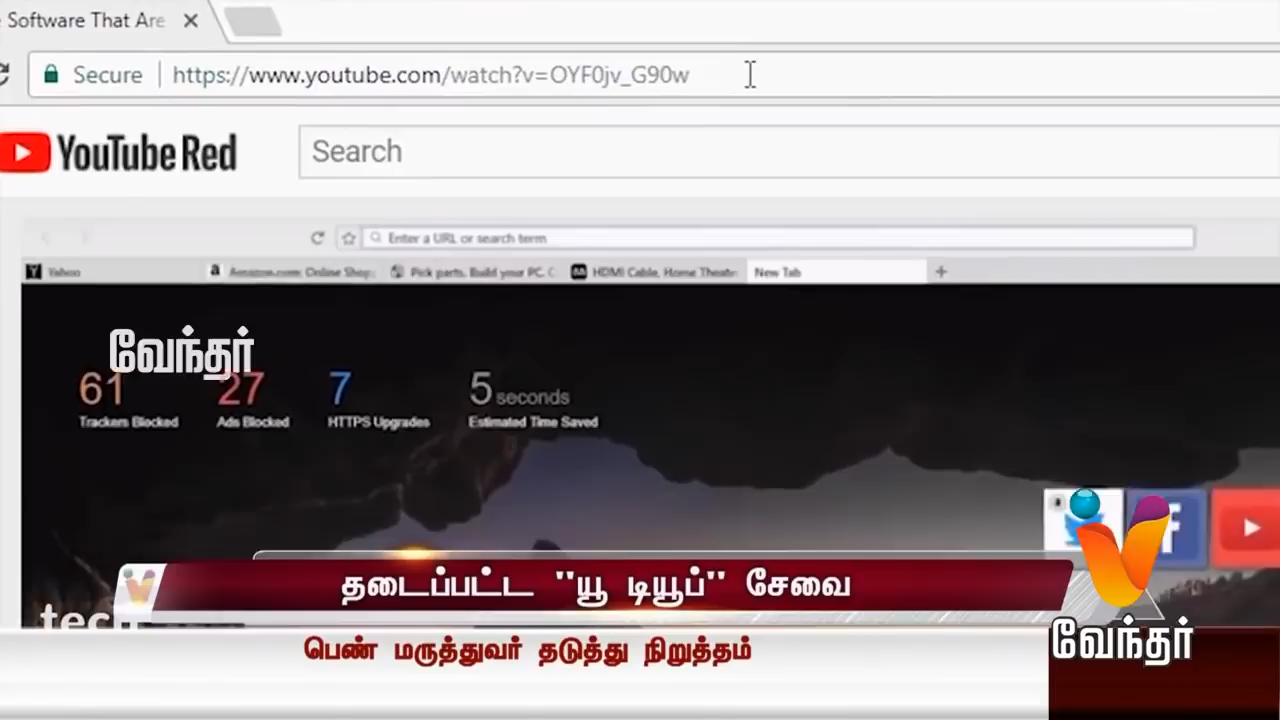 Software That Are
Secure
https://www.youtube.com/watch?v=OYF0jv_G90w
YouTube Red
Search
Enter a URL or search term
Yahoo
Amazon.com: Online Shop
Pick parts. Build your PC. C
HDMI Cable, Home Theate
New Tab
வேந்தர்
61 27 7 5 seconds
Trackers Blocked Ads Blocked HTTPS Upgrades Estimated Time Saved
தடைப்பட்ட "யூ டியூப்" சேவை
tech
பெண் மருத்துவர் தடுத்து நிறுத்தம்
வேந்தர்